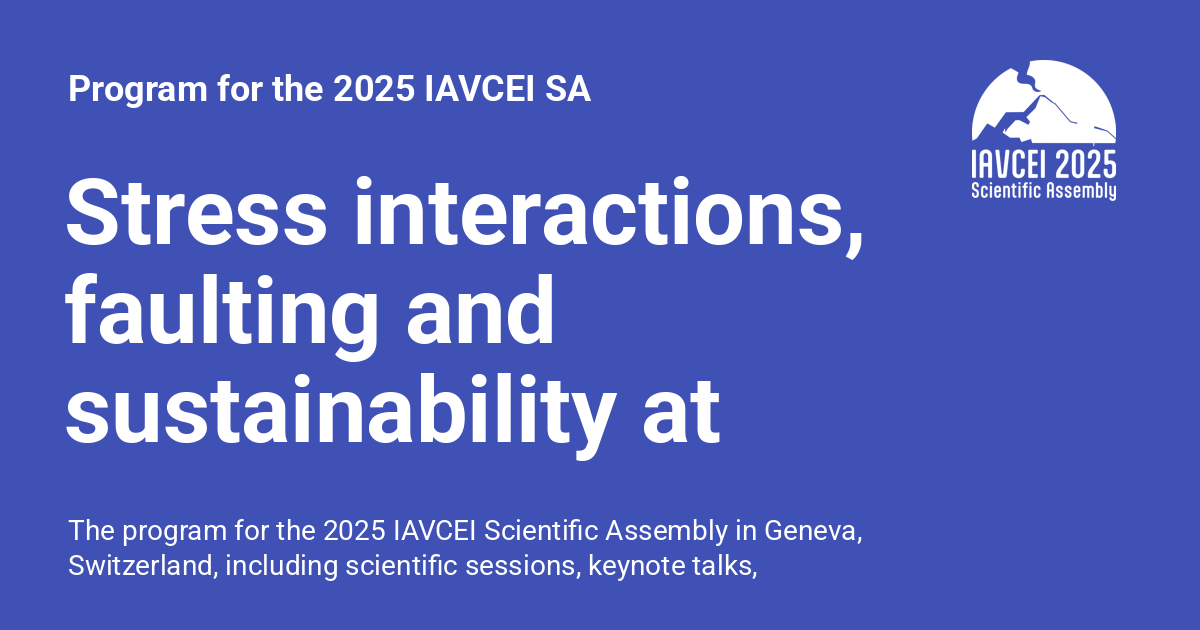 Program for the 2025 IAVCEI SA
IAVCEI 2025
Scientific Assembly
Stress interactions,
faulting and
sustainability at
The program for the 2025 IAVCEI Scientific Assembly in Geneva,
Switzerland, including scientific sessions, keynote talks,